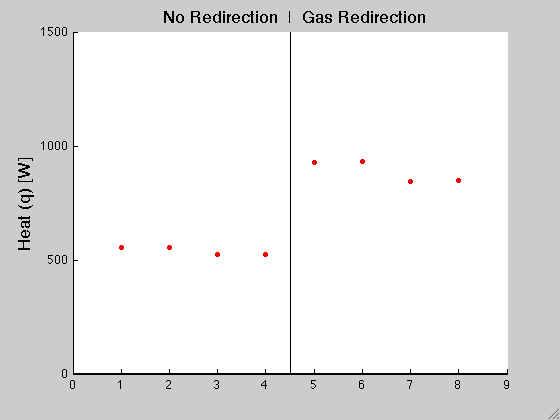 No Redirection | Gas Redirection
1500
1000
500
0
Heat (q) [W]
0 1 2 3 4 5 6 7 8 9